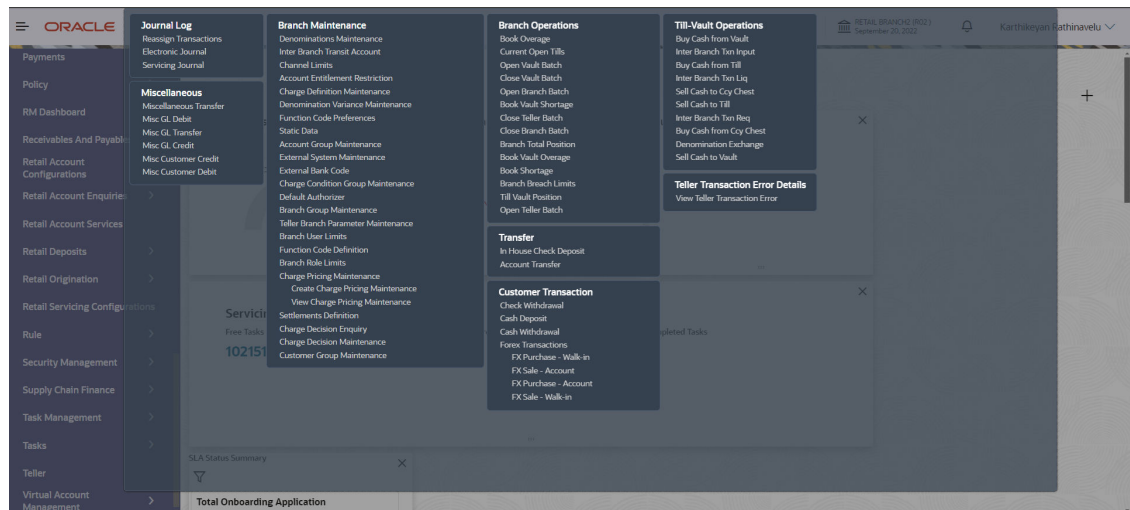 ORACLE
RETAIL BRANCH2 (R02 )
September 20, 2022
Karthikeyan Rathinavelu
Payments
Policy
RM Dashboard
Receivables And Payable
Retail Account
Configurations
Retail Account Enquiries
Retail Account Services
Retail Deposits
Retail Origination
Retail Servicing Configurations
Rule
Security Management
Supply Chain Finance
Task Management
Tasks
Teller
Virtual Account
Management
Journal Log
Reassign Transactions
Electronic Journal
Servicing Journal
Miscellaneous
Miscellaneous Transfer
Misc GL Debit
Misc GL Transfer
Misc GL Credit
Misc Customer Credit
Misc Customer Debit
Branch Maintenance
Denominations Maintenance
Inter Branch Transit Account
Channel Limits
Account Entitlement Restriction
Charge Definition Maintenance
Denomination Variance Maintenance
Function Code Preferences
Static Data
Account Group Maintenance
External System Maintenance
External Bank Code
Charge Condition Group Maintenance
Default Authorizer
Branch Group Maintenance
Teller Branch Parameter Maintenance
Branch User Limits
Function Code Definition
Branch Role Limits
Charge Pricing Maintenance
Create Charge Pricing Maintenance
View Charge Pricing Maintenance
Settlements Definition
Charge Decision Enquiry
Charge Decision Maintenance
Customer Group Maintenance
Branch Operations
Book Overage
Current Open Tills
Open Vault Batch
Close Vault Batch
Open Branch Batch
Book Vault Shortage
Close Teller Batch
Close Branch Batch
Branch Total Position
Book Vault Overage
Book Shortage
Branch Breach Limits
Till Vault Position
Open Teller Batch
Transfer
In House Check Deposit
Account Transfer
Customer Transaction
Check Withdrawal
Cash Deposit
Cash Withdrawal
Forex Transactions
FX Purchase - Walk-in
FX Sale - Account
FX Purchase - Account
FX Sale - Walk-in
Till-Vault Operations
Buy Cash from Vault
Inter Branch Txn Input
Buy Cash from Till
Inter Branch Txn Liq
Sell Cash to Ccy Chest
Sell Cash to Till
Inter Branch Txn Req
Buy Cash from Ccy Chest
Denomination Exchange
Sell Cash to Vault
Teller Transaction Error Details
View Teller Transaction Error
Servicin
Free Tasks
102151
pleted Tasks
SLA Status Summary
Total Onboarding Application